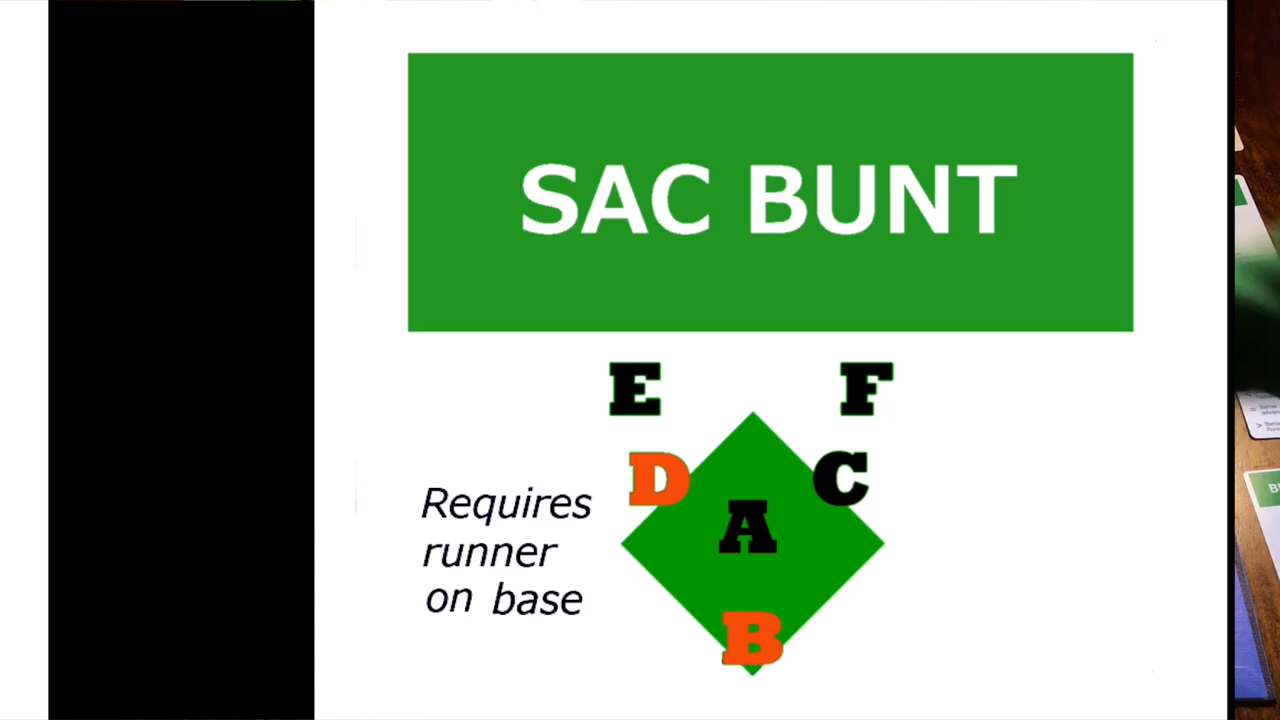 SAC BUNT
E F
D C
A
Requires
runner
on base
B